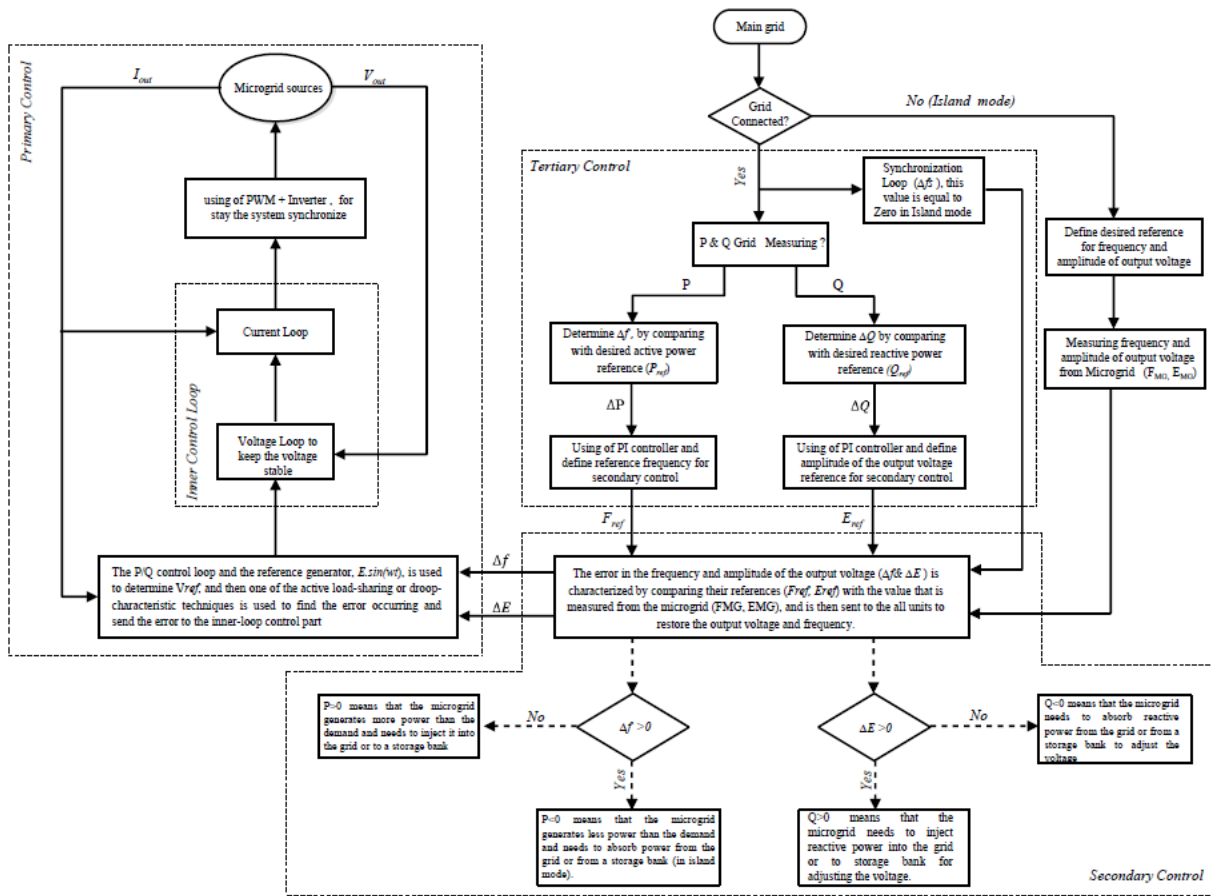 Main grid
Grid
Connected?
No (Island mode)
Yes
Primary Control
I_out
V_out
Microgrid sources
using of PWM + Inverter , for
stay the system synchronize
Inner Control Loop
Current Loop
Voltage Loop to
keep the voltage
stable
The P/Q control loop and the reference generator, E.sin(wt), is used
to determine Vref, and then one of the active load-sharing or droop-
characteristic techniques is used to find the error occurring and
send the error to the inner-loop control part
Tertiary Control
Synchronization
Loop (Δfs ), this
value is equal to
Zero in Island mode
P & Q Grid Measuring ?
P
Q
Determine Δf , by comparing
with desired active power
reference (P_ref)
Determine ΔQ by comparing
with desired reactive power
reference (Q_ref)
ΔP
ΔQ
Using of PI controller and
define reference frequency for
secondary control
Using of PI controller and define
amplitude of the output voltage
reference for secondary control
F_ref
E_ref
Define desired reference
for frequency and
amplitude of output voltage
Measuring frequency and
amplitude of output voltage
from Microgrid (F_MG, E_MG)
Δf
ΔE
The error in the frequency and amplitude of the output voltage (Δf& ΔE ) is
characterized by comparing their references (Fref, Eref) with the value that is
measured from the microgrid (FMG, EMG), and is then sent to the all units to
restore the output voltage and frequency.
P>0 means that the microgrid
generates more power than the
demand and needs to inject it into
the grid or to a storage bank
No
Δf >0
Yes
P<0 means that the microgrid
generates less power than the demand
and needs to absorb power from the
grid or from a storage bank (in island
mode).
ΔE >0
No
Yes
Q<0 means that the microgrid
needs to absorb reactive
power from the grid or from a
storage bank to adjust the
voltage
Q>0 means that the
microgrid needs to inject
reactive power into the grid
or to storage bank for
adjusting the voltage.
Secondary Control